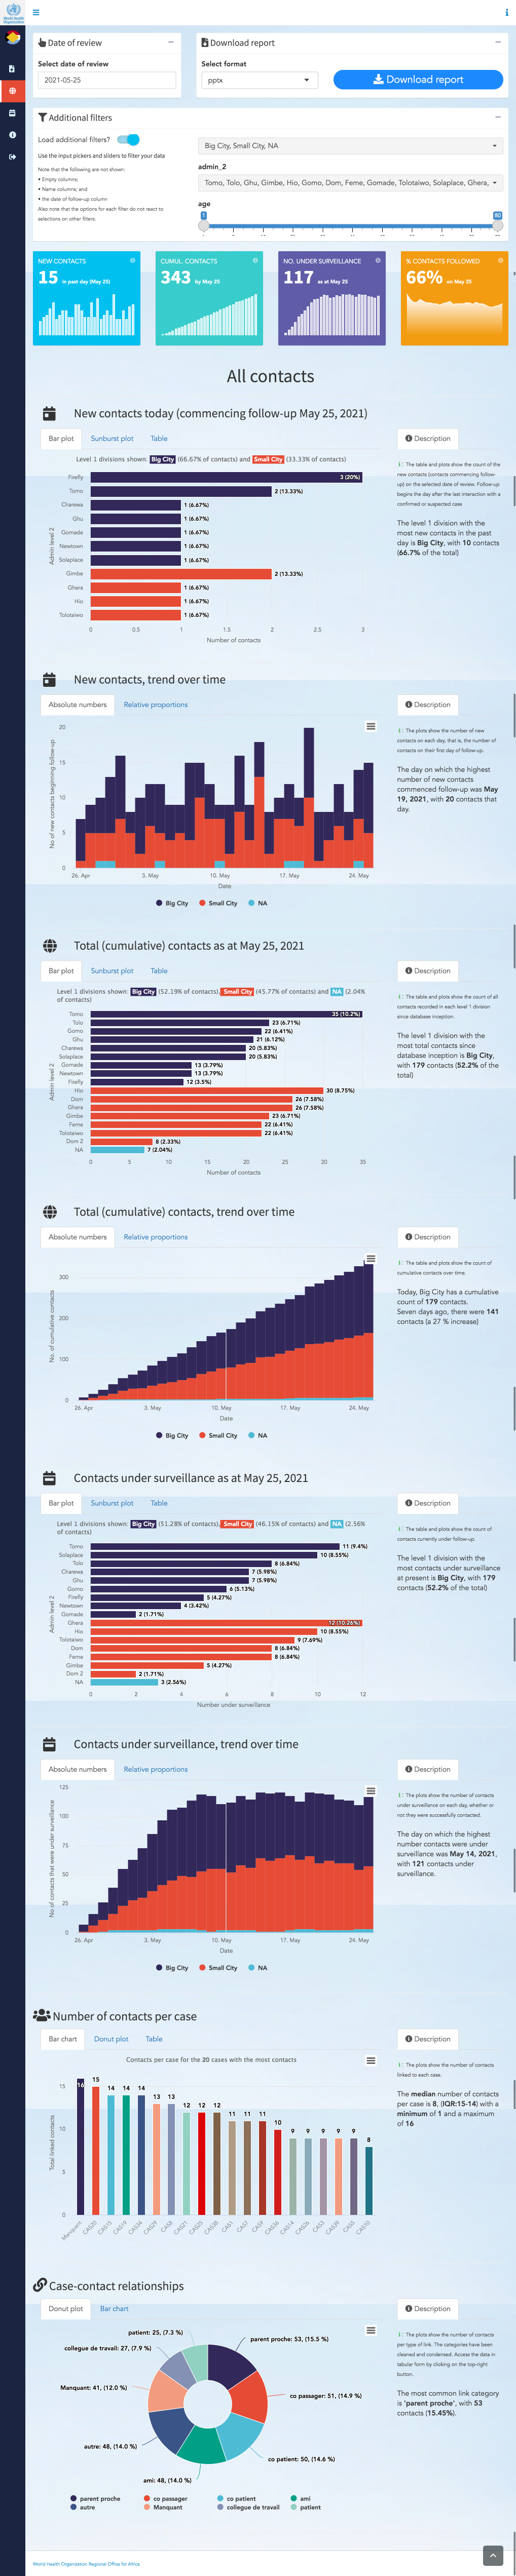 World Health
Organization
Date of review
Select date of review
2021-05-25
Download report
Select format
pptx
Download report
Additional filters
Load additional filters?
Use the input pickers and sliders to filter your data
Note that the following are not shown:
• Empty columns;
• Name columns; and
• the date of follow-up column
Also note that the options for each filter do not react to
selections on other filters.
Big City, Small City, NA
admin_2
Tomo, Tolo, Ghu, Gimbe, Hio, Gomo, Dom, Feme, Gomade, Tolotaiwo, Solaplace, Ghera,
age
1
80
NEW CONTACTS
15 in past day (May 25)
CUMUL. CONTACTS
343 by May 25
NO. UNDER SURVEILLANCE
117 as at May 25
% CONTACTS FOLLOWED
66% on May 25
All contacts
New contacts today (commencing follow-up May 25, 2021)
Bar plot
Sunburst plot
Table
Level 1 divisions shown: Big City (66.67% of contacts) and Small City (33.33% of contacts)
Admin level 2
Firefly 3 (20%)
Tomo 2 (13.33%)
Charewa 1 (6.67%)
Ghu 1 (6.67%)
Gomade 1 (6.67%)
Newtown 1 (6.67%)
Solaplace 1 (6.67%)
Gimbe 2 (13.33%)
Ghera 1 (6.67%)
Hio 1 (6.67%)
Tolotaiwo 1 (6.67%)
0 0.5 1 1.5 2 2.5 3
Number of contacts
Description
The table and plots show the count of the
new contacts (contacts commencing follow-
up) on the selected date of review. Follow-up
begins the day after the last interaction with a
confirmed or suspected case
The level 1 division with the
most new contacts in the past
day is Big City, with 10 contacts
(66.7% of the total)
New contacts, trend over time
Absolute numbers
Relative proportions
No of new contacts beginning follow-up
20
15
10
5
0
26. Apr 3. May 10. May 17. May 24. May
Date
Big City Small City NA
Description
The plots show the number of new
contacts on each day, that is, the number of
contacts on their first day of follow-up.
The day on which the highest
number of new contacts
commenced follow-up was May
19, 2021, with 20 contacts that
day.
Total (cumulative) contacts as at May 25, 2021
Bar plot
Sunburst plot
Table
Level 1 divisions shown: Big City (52.19% of contacts), Small City (45.77% of contacts) and NA (2.04%
of contacts)
Admin level 2
Tomo 35 (10.2%)
Tolo 23 (6.71%)
Gomo 22 (6.41%)
Ghu 21 (6.12%)
Charewa 20 (5.83%)
Solaplace 20 (5.83%)
Gomade 13 (3.79%)
Newtown 13 (3.79%)
Firefly 12 (3.5%)
Hio 30 (8.75%)
Dom 26 (7.58%)
Ghera 26 (7.58%)
Gimbe 23 (6.71%)
Feme 22 (6.41%)
Tolotaiwo 22 (6.41%)
Dom 2 8 (2.33%)
NA 7 (2.04%)
0 5 10 15 20 25 30 35
Number of contacts
Description
The table and plots show the count of all
contacts recorded in each level 1 division
since database inception.
The level 1 division with the
most total contacts since
database inception is Big City,
with 179 contacts (52.2% of the
total)
Total (cumulative) contacts, trend over time
Absolute numbers
Relative proportions
No. of cumulative contacts
300
200
100
0
26. Apr 3. May 10. May 17. May 24. May
Date
Big City Small City NA
Description
The table and plots show the count of
cumulative contacts over time.
Today, Big City has a cumulative
count of 179 contacts.
Seven days ago, there were 141
contacts (a 27 % increase)
Contacts under surveillance as at May 25, 2021
Bar plot
Sunburst plot
Table
Level 1 divisions shown: Big City (51.28% of contacts), Small City (46.15% of contacts) and NA (2.56%
of contacts)
Admin level 2
Tomo 11 (9.4%)
Solaplace 10 (8.55%)
Tolo 8 (6.84%)
Charewa 7 (5.98%)
Ghu 7 (5.98%)
Gomo 6 (5.13%)
Firefly 5 (4.27%)
Newtown 4 (3.42%)
Gomade 2 (1.71%)
Ghera 12 (10.26%)
Hio 10 (8.55%)
Tolotaiwo 9 (7.69%)
Dom 8 (6.84%)
Feme 8 (6.84%)
Gimbe 5 (4.27%)
Dom 2 2 (1.71%)
NA 3 (2.56%)
0 2 4 6 8 10 12
Number under surveillance
Description
The table and plots show the count of
contacts currently under follow-up.
The level 1 division with the
most contacts under surveillance
at present is Big City, with 179
contacts (52.2% of the total)
Contacts under surveillance, trend over time
Absolute numbers
Relative proportions
No of contacts that were under surveillance
125
100
75
50
25
0
26. Apr 3. May 10. May 17. May 24. May
Date
Big City Small City NA
Description
The plots show the number of contacts
under surveillance on each day, whether or
not they were successfully contacted.
The day on which the highest
number contacts were under
surveillance was May 14, 2021,
with 121 contacts under
surveillance.
Number of contacts per case
Bar chart
Donut plot
Table
Contacts per case for the 20 cases with the most contacts
Total linked contacts
15
10
5
0
16 15 14 14 14 13 13 12 12 12 11 11 11 10 9 9 9 9 9 8
Manquant
Description
The plots show the number of contacts
linked to each case.
The median number of contacts
per case is 8, (IQR:15-14) with a
minimum of 1 and a maximum
of 16
Case-contact relationships
Donut plot
Bar chart
patient: 25, (7.3 %)
collegue de travail: 27, (7.9 %)
Manquant: 41, (12.0 %)
autre: 48, (14.0 %)
ami: 48, (14.0 %)
parent proche: 53, (15.5 %)
co passager: 51, (14.9 %)
co patient: 50, (14.6 %)
parent proche co passager co patient ami
autre Manquant collegue de travail patient
Description
The plots show the number of contacts
per type of link. The categories have been
cleaned and condensed. Access the data in
tabular form by clicking on the top-right
button.
The most common link category
is 'parent proche', with 53
contacts (15.45%).
World Health Organisation Regional Office for Africa